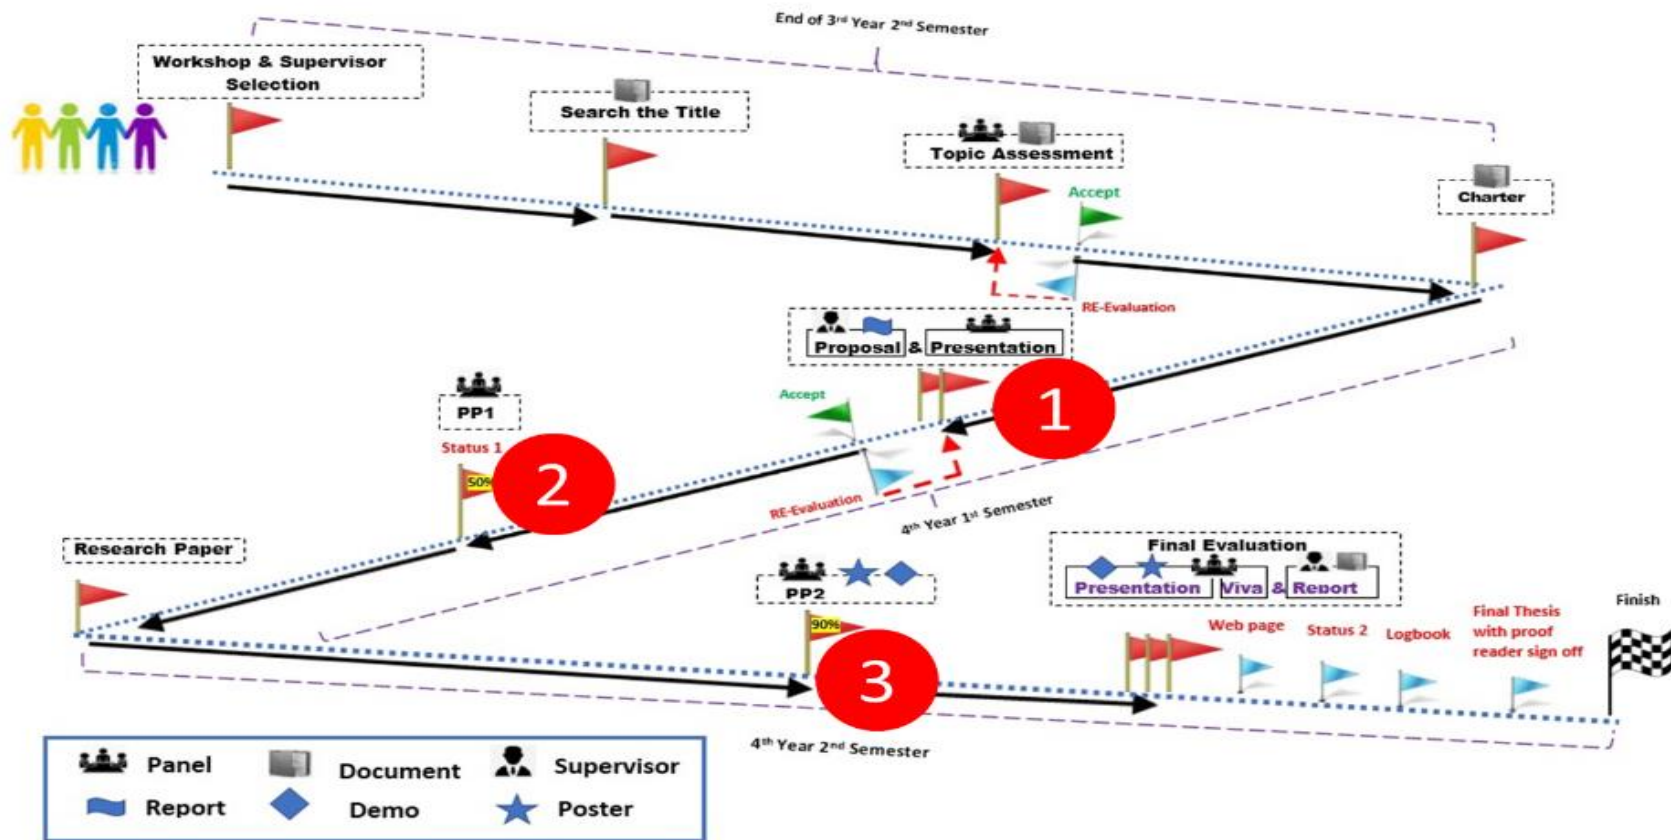 End of 3rd Year 2nd Semester
Workshop & Supervisor
Selection
Search the Title
Topic Assessment
Accept
Charter
RE-Evaluation
Proposal & Presentation
1
Accept
PP1
Status 1
50%
2
RE-Evaluation
4th Year 1st Semester
Research Paper
PP2
90%
3
Final Evaluation
Presentation Viva & Report
Web page
Status 2
Logbook
Final Thesis
with proof
reader sign off
Finish
4th Year 2nd Semester
Panel Document Supervisor
Report Demo Poster